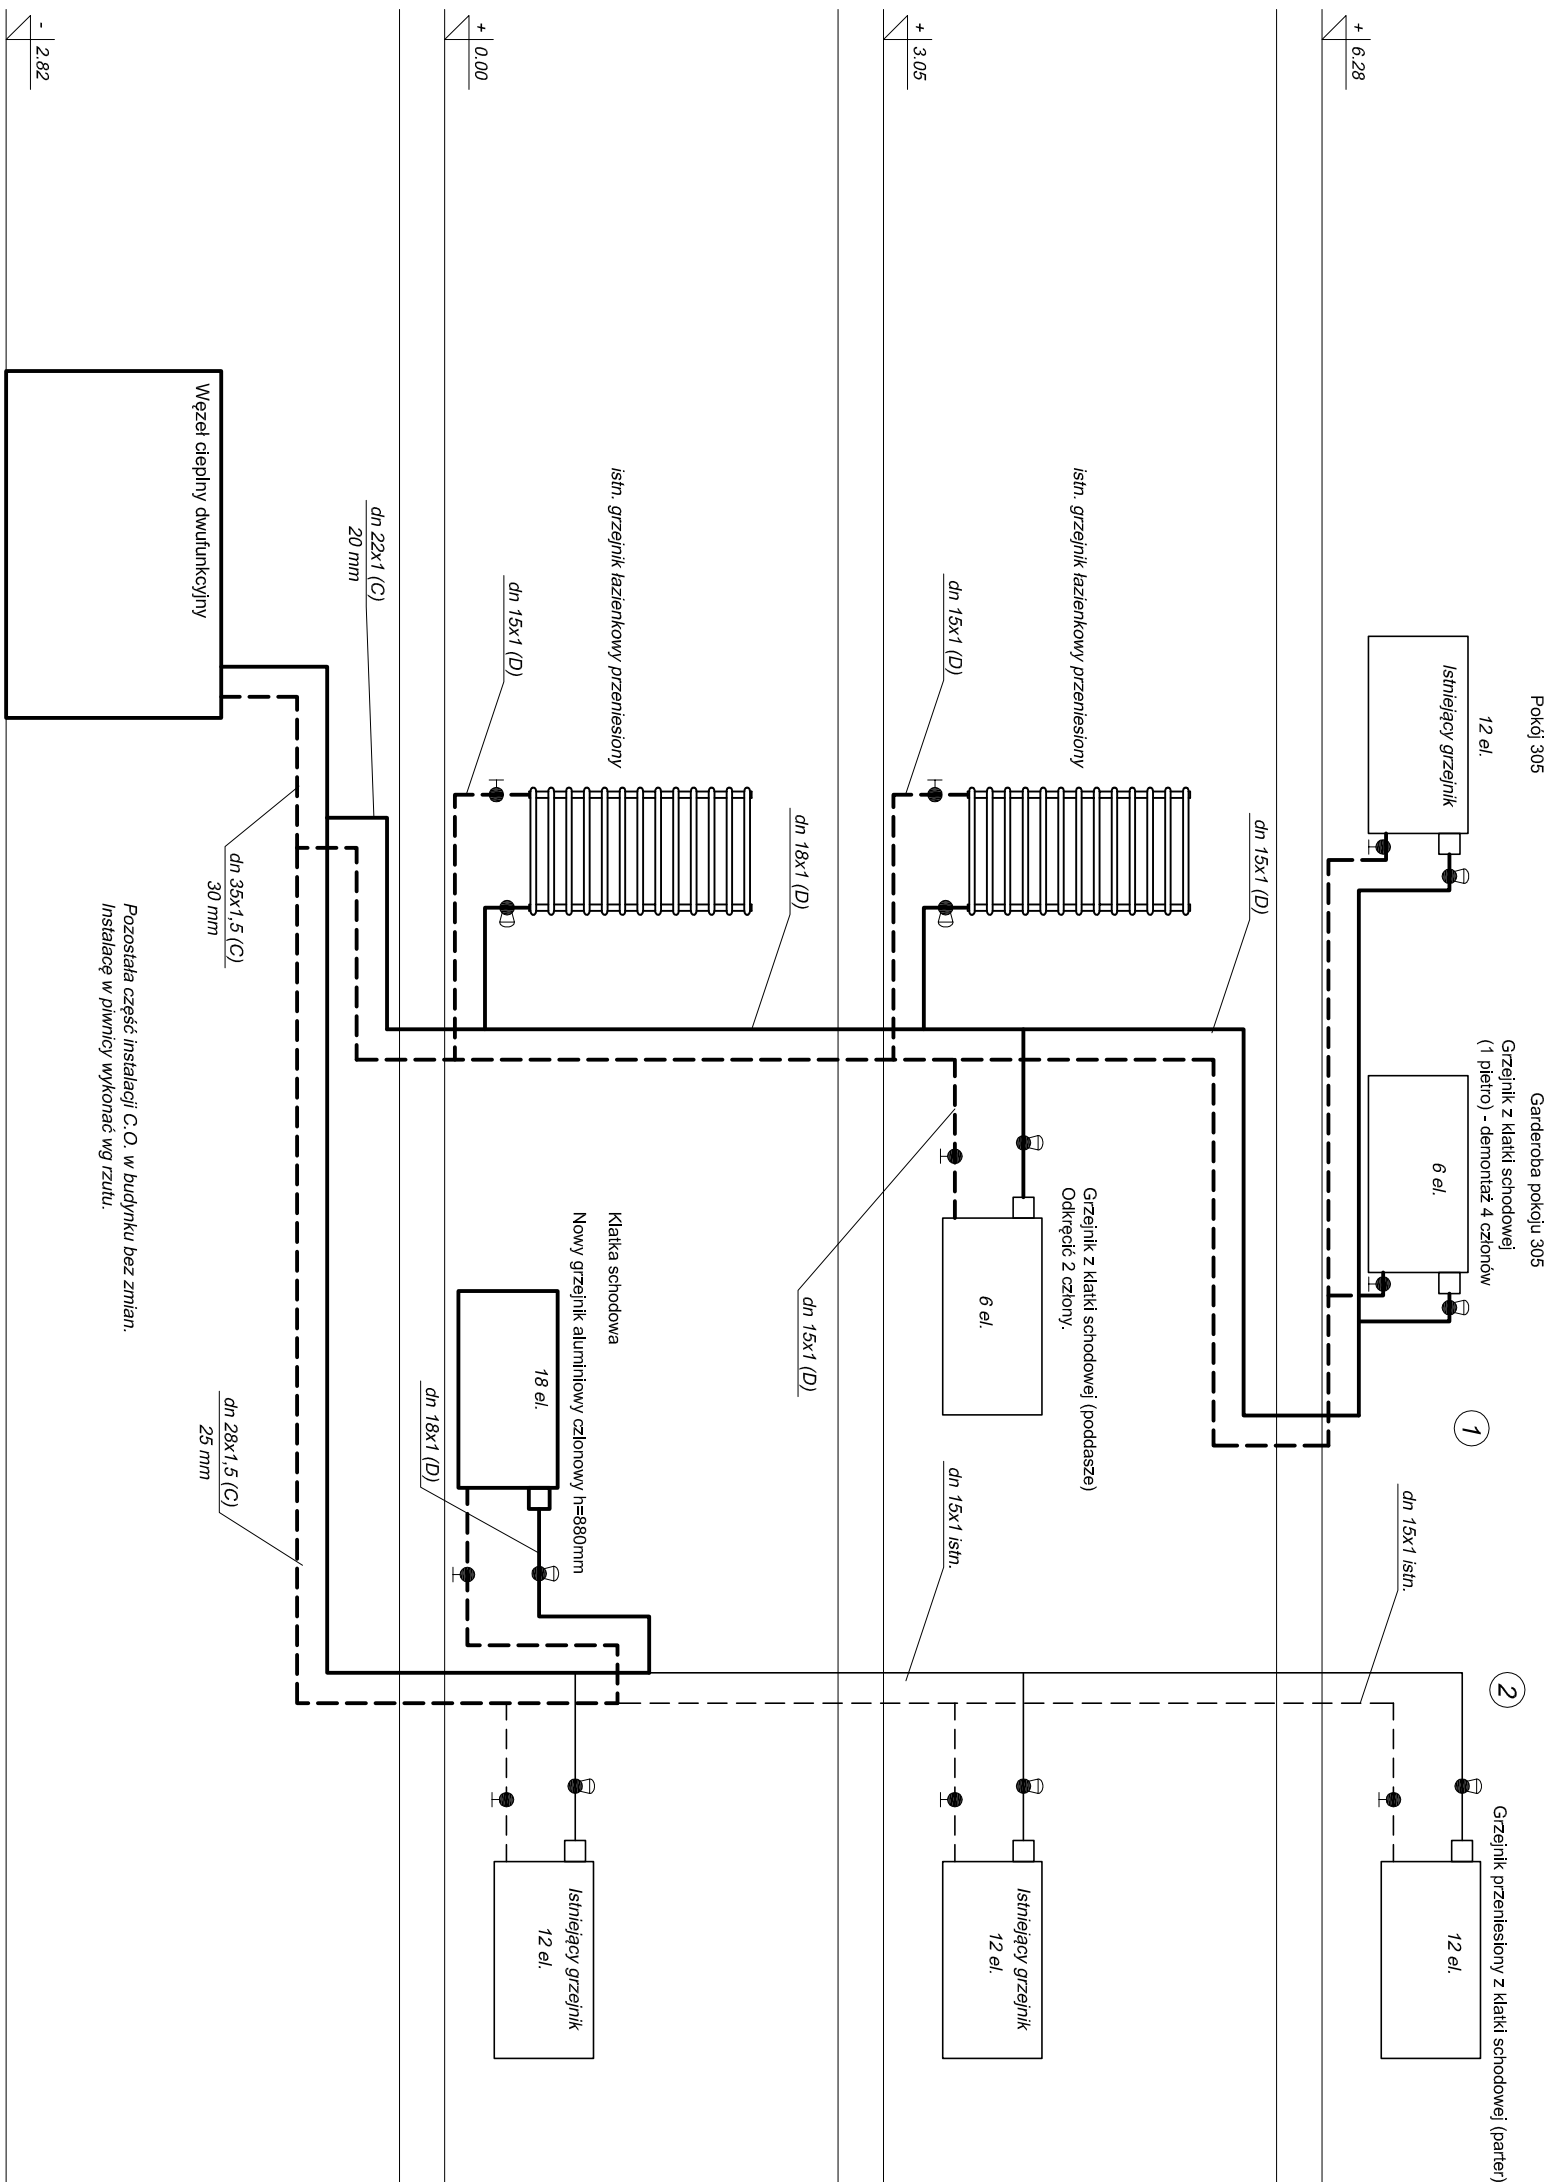 Pokój 305
12 el.
Istniejący grzejnik
Garderoba pokoju 305
Grzejnik z klatki schodowej
(1 pietro) - demontaż 4 członów
6 el.
1
2
Grzejnik przeniesiony z klatki schodowej (parter)
12 el.
dn 15x1 istn.
+
6.28
dn 15x1 (D)
istn. grzejnik łazienkowy przeniesiony
dn 15x1 (D)
Grzejnik z klatki schodowej (poddasze)
Odkręcić 2 człony.
6 el.
dn 15x1 istn.
Istniejący grzejnik
12 el.
+
3.05
dn 18x1 (D)
dn 15x1 (D)
istn. grzejnik łazienkowy przeniesiony
dn 15x1 (D)
Klatka schodowa
Nowy grzejnik aluminiowy członowy h=880mm
18 el.
dn 18x1 (D)
Istniejący grzejnik
12 el.
+
0.00
dn 22x1 (C)
20 mm
dn 35x1,5 (C)
30 mm
dn 28x1,5 (C)
25 mm
Węzeł cieplny dwufunkcyjny
Pozostała część instalacji C.O. w budynku bez zmian.
Instalacę w piwnicy wykonać wg rzutu.
-
2.82